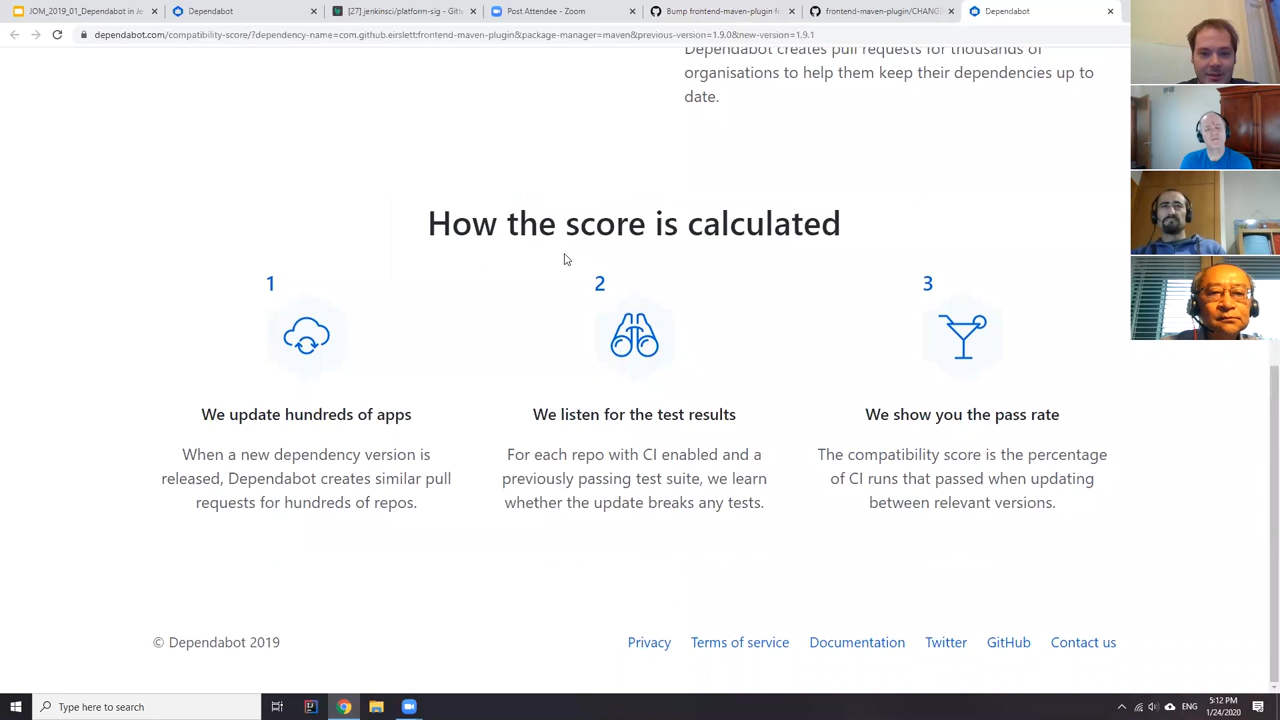 JOM_2019_01_Dependabot in Je
Dependabot
[27] jenkinsci/platform-sig - Gitt
Post Attendee - Zoom
Bump frontend-maven-plugin f
frontend-maven-plugin/CHANG
Dependabot
dependabot.com/compatibility-score/?dependency-name=com.github.eirslett:frontend-maven-plugin&package-manager=maven&previous-version=1.9.0&new-version=1.9.1
Dependabot creates pull requests for thousands of
organisations to help them keep their dependencies up to
date.
How the score is calculated
1
2
3
We update hundreds of apps
We listen for the test results
We show you the pass rate
When a new dependency version is
released, Dependabot creates similar pull
requests for hundreds of repos.
For each repo with CI enabled and a
previously passing test suite, we learn
whether the update breaks any tests.
The compatibility score is the percentage
of CI runs that passed when updating
between relevant versions.
© Dependabot 2019
Privacy
Terms of service
Documentation
Twitter
GitHub
Contact us
Type here to search
ENG
5:12 PM
1/24/2020